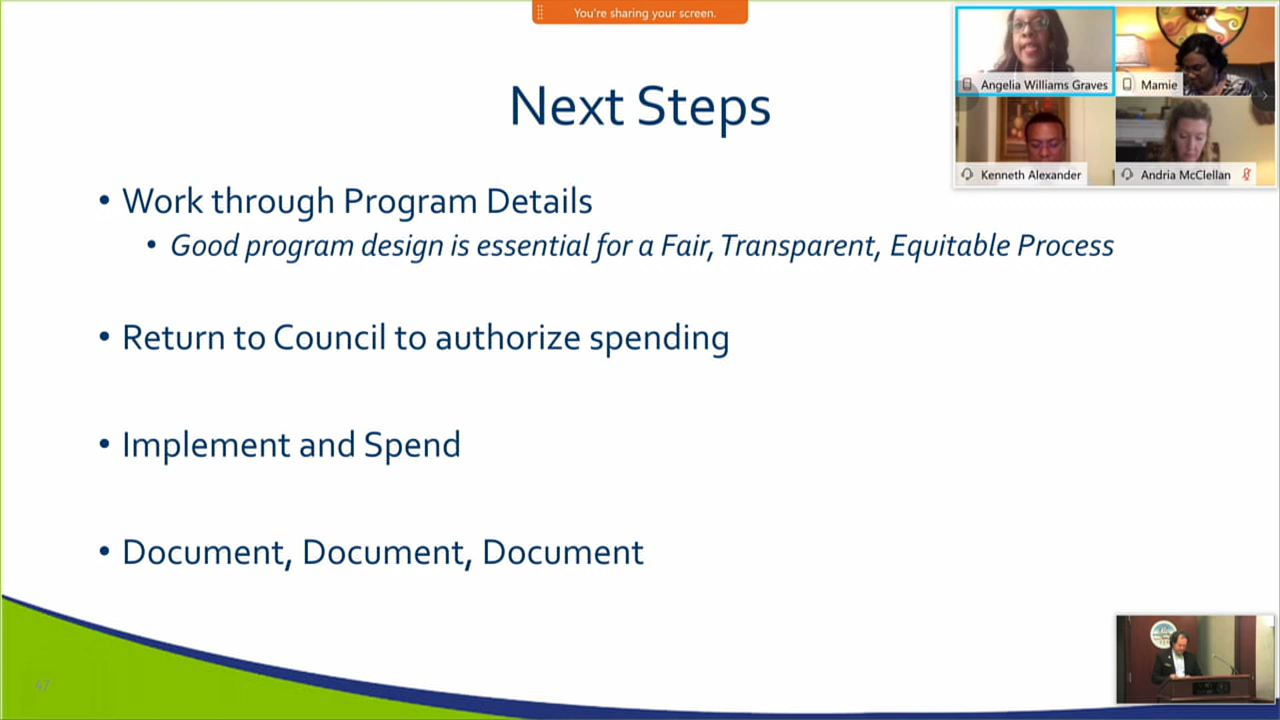 You're sharing your screen.
Angelia Williams Graves
Mamie
Kenneth Alexander
Andria McClellan
Next Steps
• Work through Program Details
• Good program design is essential for a Fair, Transparent, Equitable Process
• Return to Council to authorize spending
• Implement and Spend
• Document, Document, Document
47